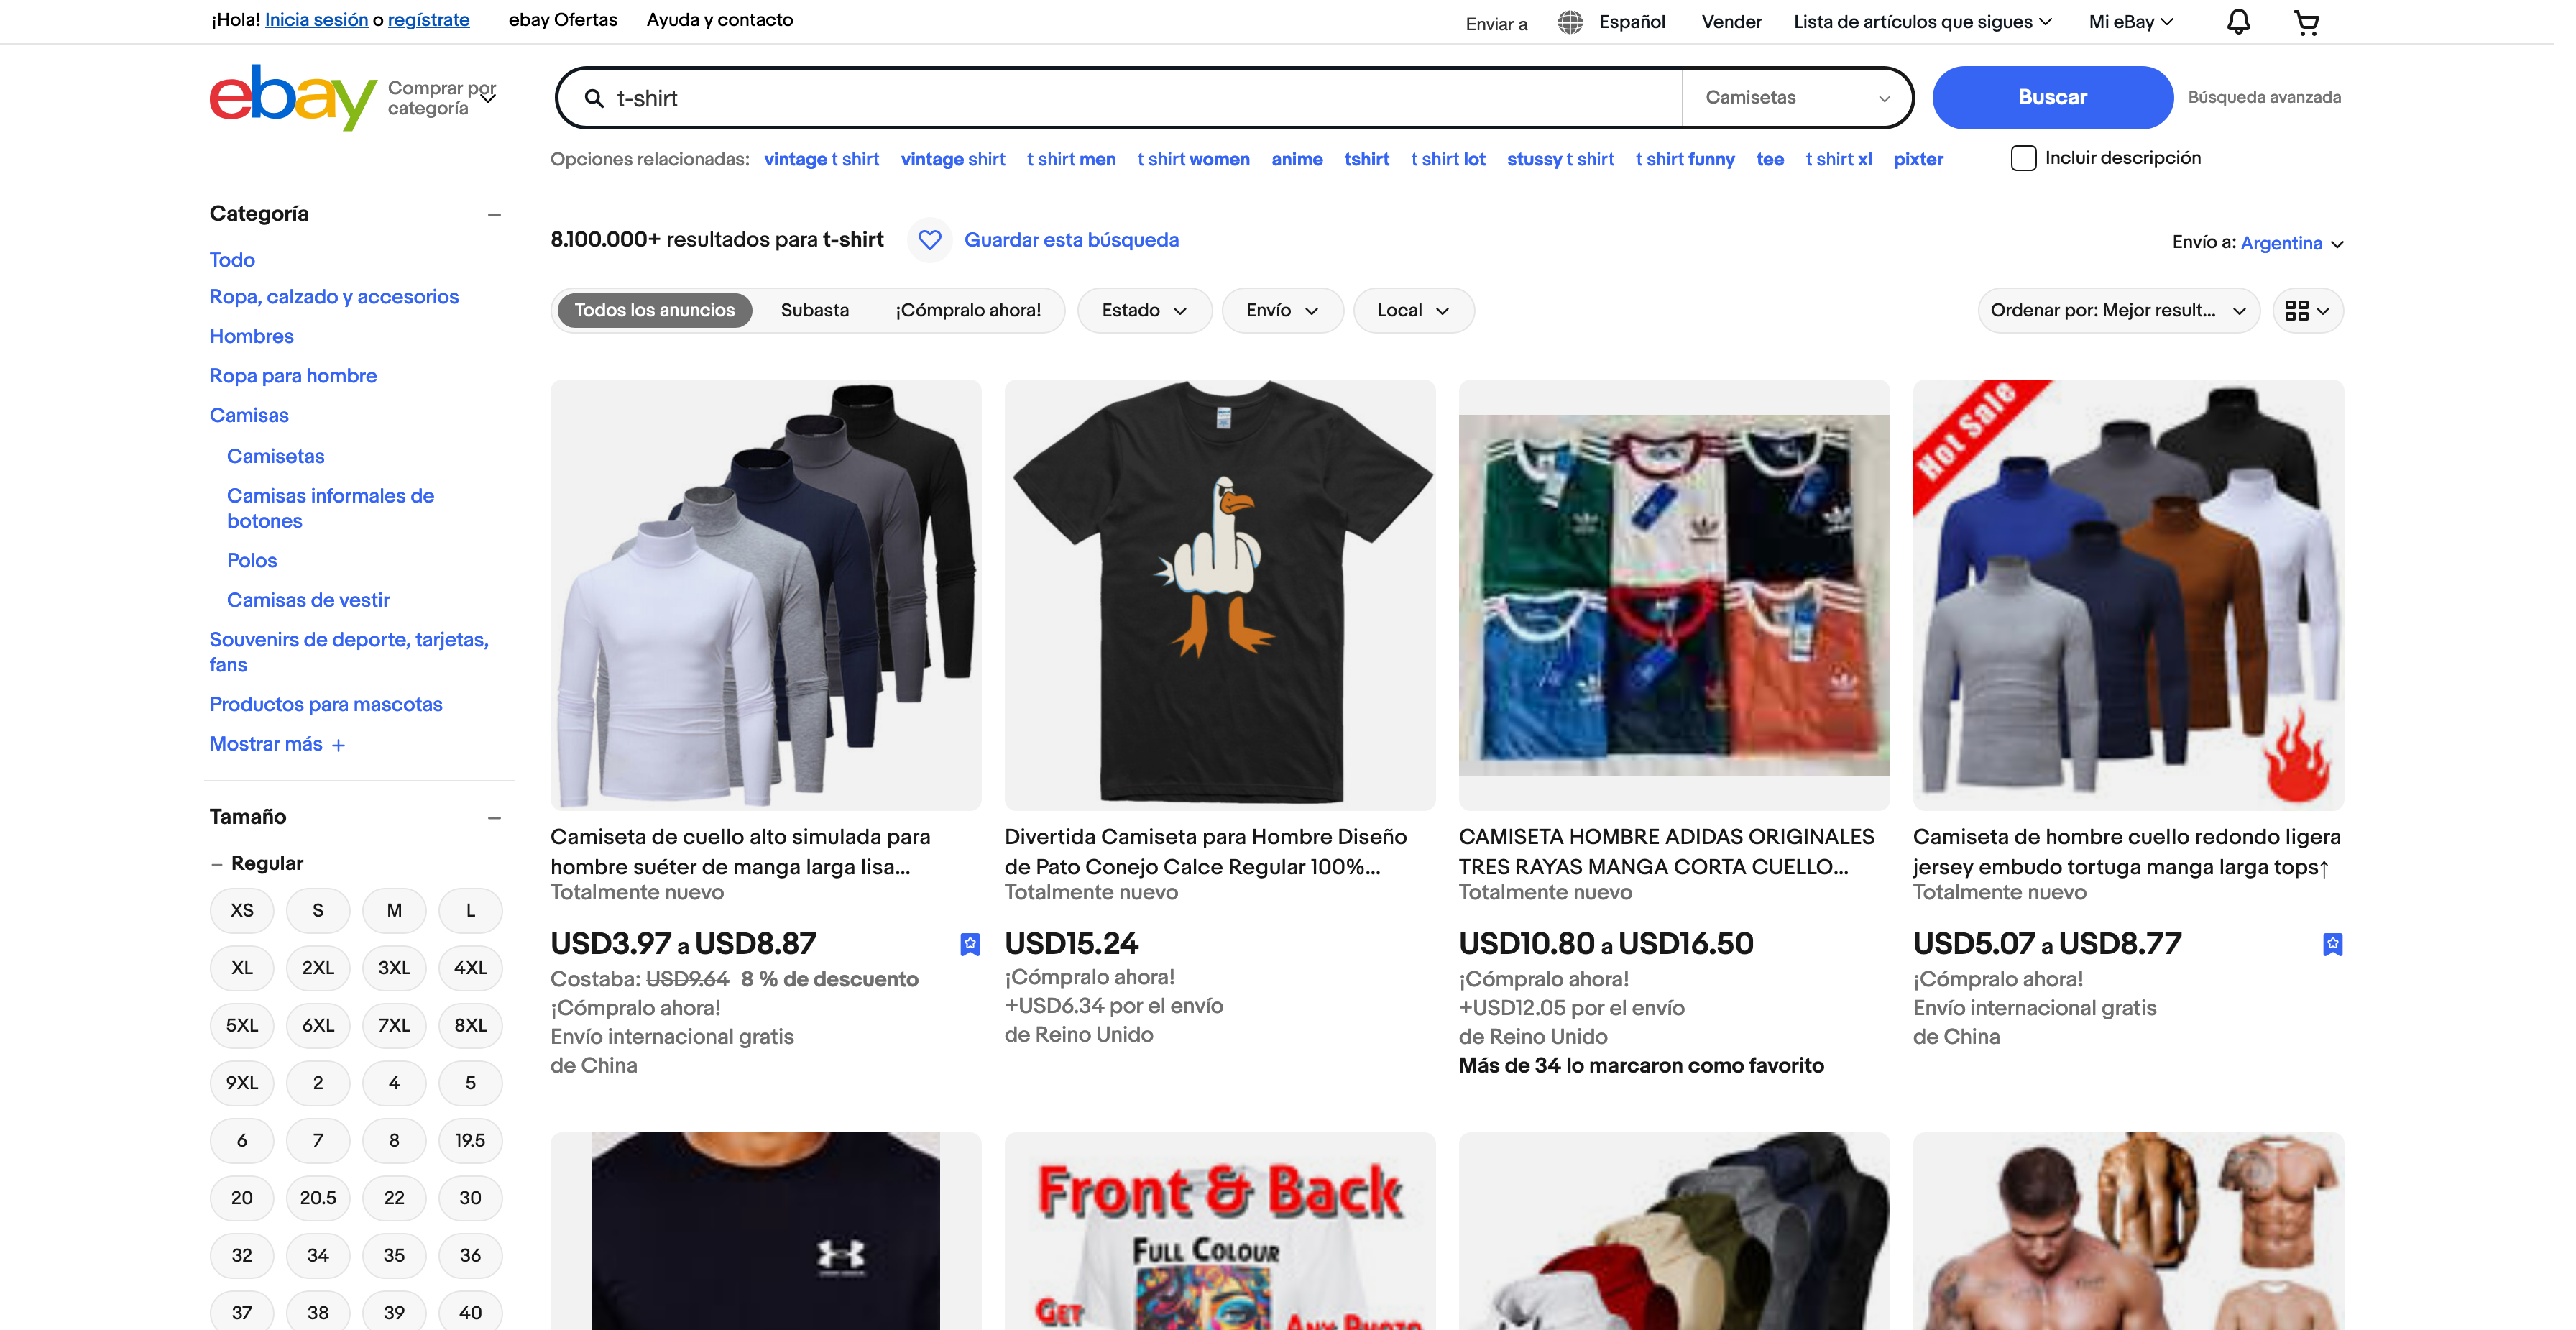 ¡Hola! Inicia sesión o regístrate
ebay Ofertas
Ayuda y contacto
Enviar a
Español
Vender
Lista de artículos que sigues
Mi eBay
ebay
Comprar por
categoría
t-shirt
Camisetas
Buscar
Búsqueda avanzada
Opciones relacionadas: vintage t shirt vintage shirt t shirt men t shirt women anime tshirt t shirt lot stussy t shirt t shirt funny tee t shirt xl pixter
Incluir descripción
Categoría
Todo
Ropa, calzado y accesorios
Hombres
Ropa para hombre
Camisas
Camisetas
Camisas informales de
botones
Polos
Camisas de vestir
Souvenirs de deporte, tarjetas,
fans
Productos para mascotas
Mostrar más
Tamaño
Regular
XS S M L
XL 2XL 3XL 4XL
5XL 6XL 7XL 8XL
9XL 2 4 5
6 7 8 19.5
20 20.5 22 30
32 34 35 36
37 38 39 40
8.100.000+ resultados para t-shirt
Guardar esta búsqueda
Envío a: Argentina
Todos los anuncios
Subasta
¡Cómpralo ahora!
Estado
Envío
Local
Ordenar por: Mejor result...
Camiseta de cuello alto simulada para
hombre suéter de manga larga lisa...
Totalmente nuevo
USD3.97 a USD8.87
Costaba: USD9.64 8 % de descuento
¡Cómpralo ahora!
Envío internacional gratis
de China
Divertida Camiseta para Hombre Diseño
de Pato Conejo Calce Regular 100%...
Totalmente nuevo
USD15.24
¡Cómpralo ahora!
+USD6.34 por el envío
de Reino Unido
CAMISETA HOMBRE ADIDAS ORIGINALES
TRES RAYAS MANGA CORTA CUELLO...
Totalmente nuevo
USD10.80 a USD16.50
¡Cómpralo ahora!
+USD12.05 por el envío
de Reino Unido
Más de 34 lo marcaron como favorito
Hot Sale
Camiseta de hombre cuello redondo ligera
jersey embudo tortuga manga larga tops↑
Totalmente nuevo
USD5.07 a USD8.77
¡Cómpralo ahora!
Envío internacional gratis
de China
Front & Back
FULL COLOUR
GET
ANY PHOTO